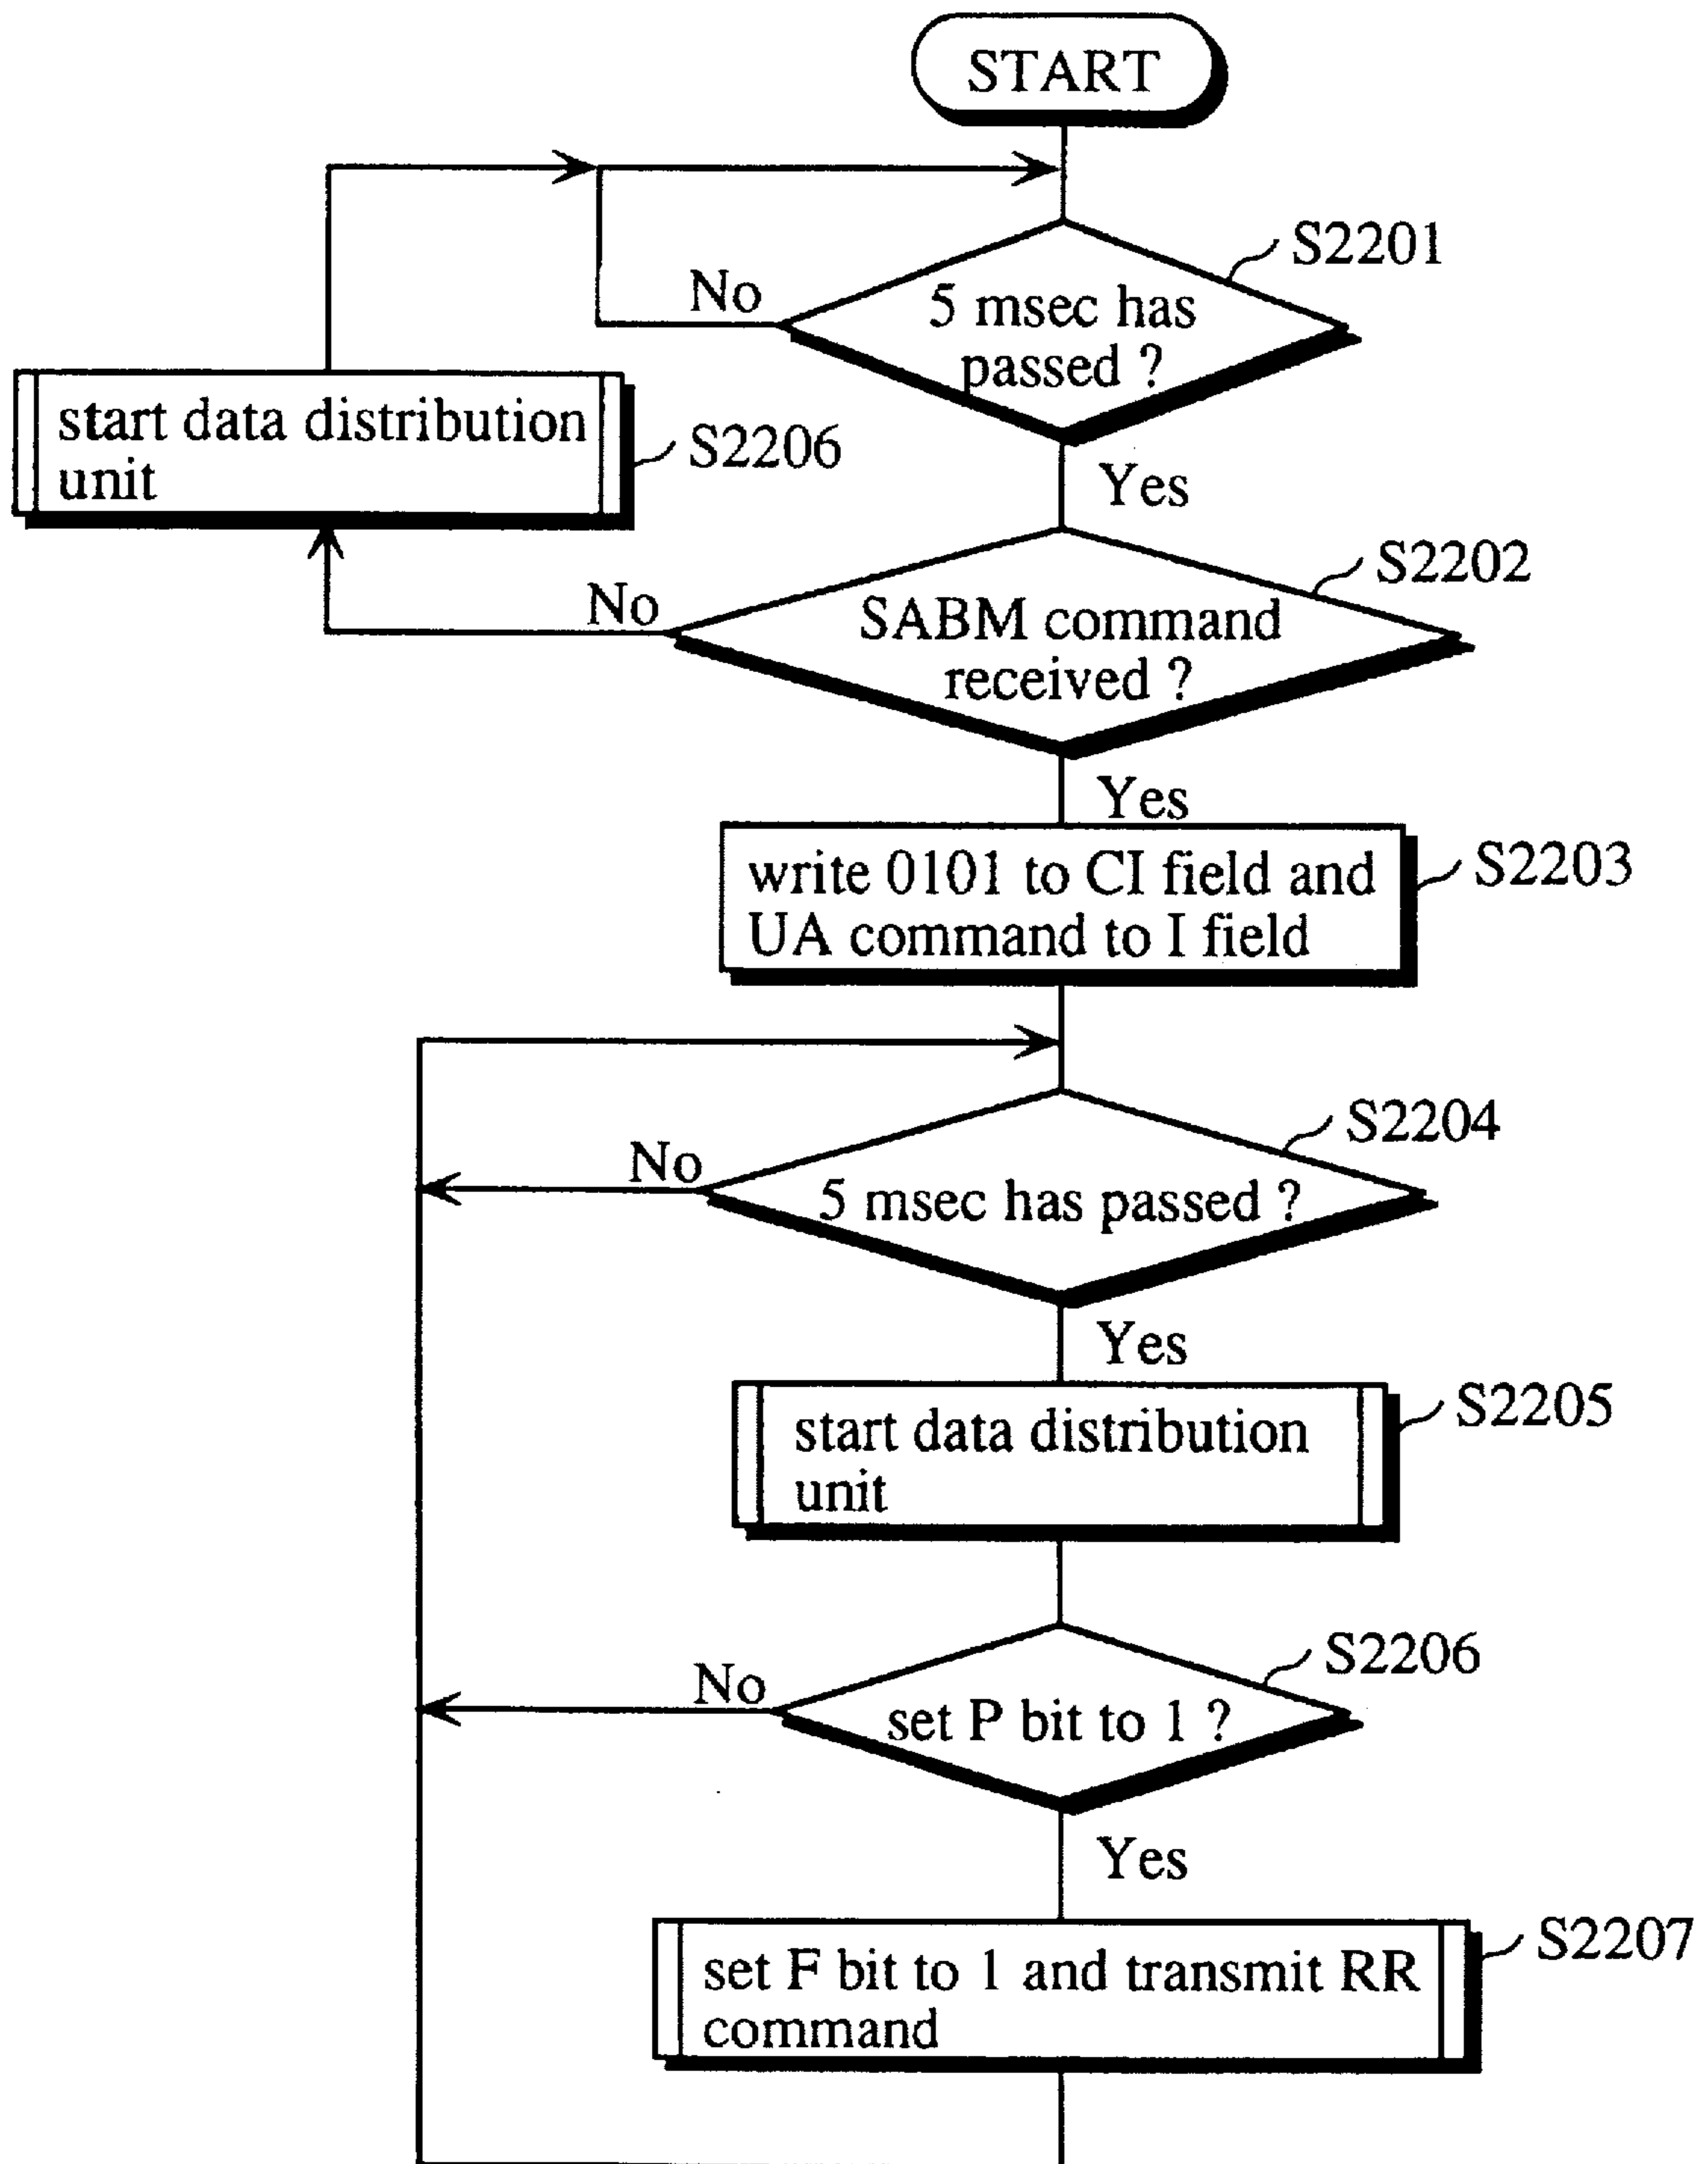 START
S2201
No
5 msec has
passed ?
start data distribution
unit
S2206
Yes
S2202
No
SABM command
received ?
Yes
write 0101 to CI field and
UA command to I field
S2203
S2204
No
5 msec has passed ?
Yes
start data distribution
unit
S2205
S2206
No
set P bit to 1 ?
Yes
set F bit to 1 and transmit RR
command
S2207